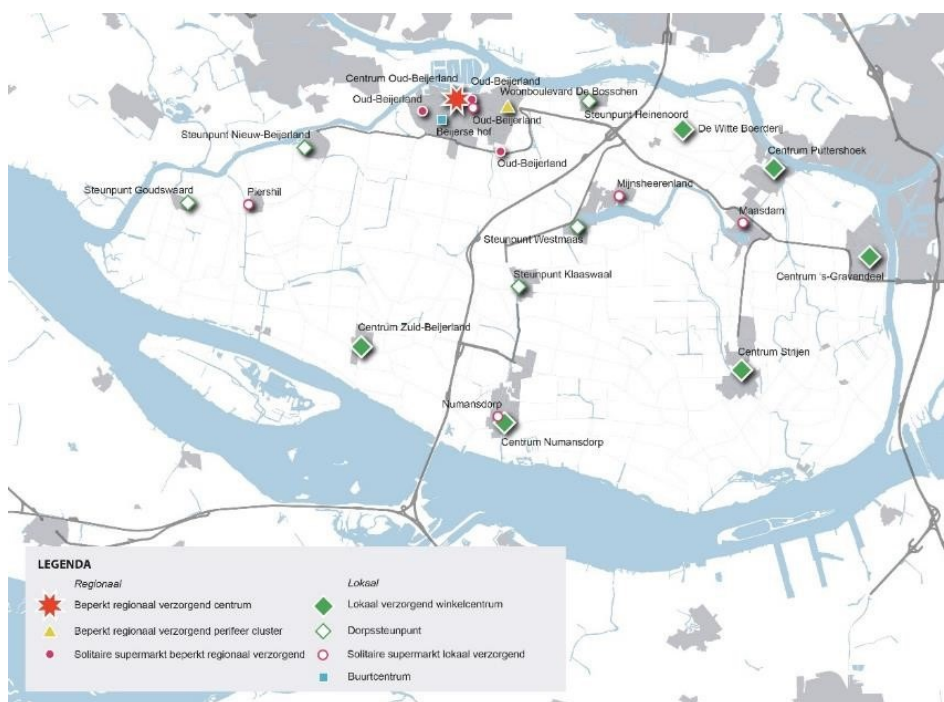 Centrum Oud-Beijerland
Oud-Beijerland
Woonboulevard De Bosschen
Oud-Beijerland
Oud-Beijerland
Beijerse hof
Steunpunt Heinenoord
De Witte Boerderij
Steunpunt Nieuw-Beijerland
Oud-Beijerland
Centrum Puttershoek
Steunpunt Goudswaard
Piershil
Mijnsheerenland
Maasdam
Steunpunt Westmaas
Steunpunt Klaaswaal
Centrum 's-Gravendeel
Centrum Zuid-Beijerland
Centrum Strijen
Numansdorp
Centrum Numansdorp
LEGENDA
Regionaal
Lokaal
Beperkt regionaal verzorgend centrum
Lokaal verzorgend winkelcentrum
Beperkt regionaal verzorgend perifeer cluster
Dorpssteunpunt
Solitaire supermarkt beperkt regionaal verzorgend
Solitaire supermarkt lokaal verzorgend
Buurtcentrum